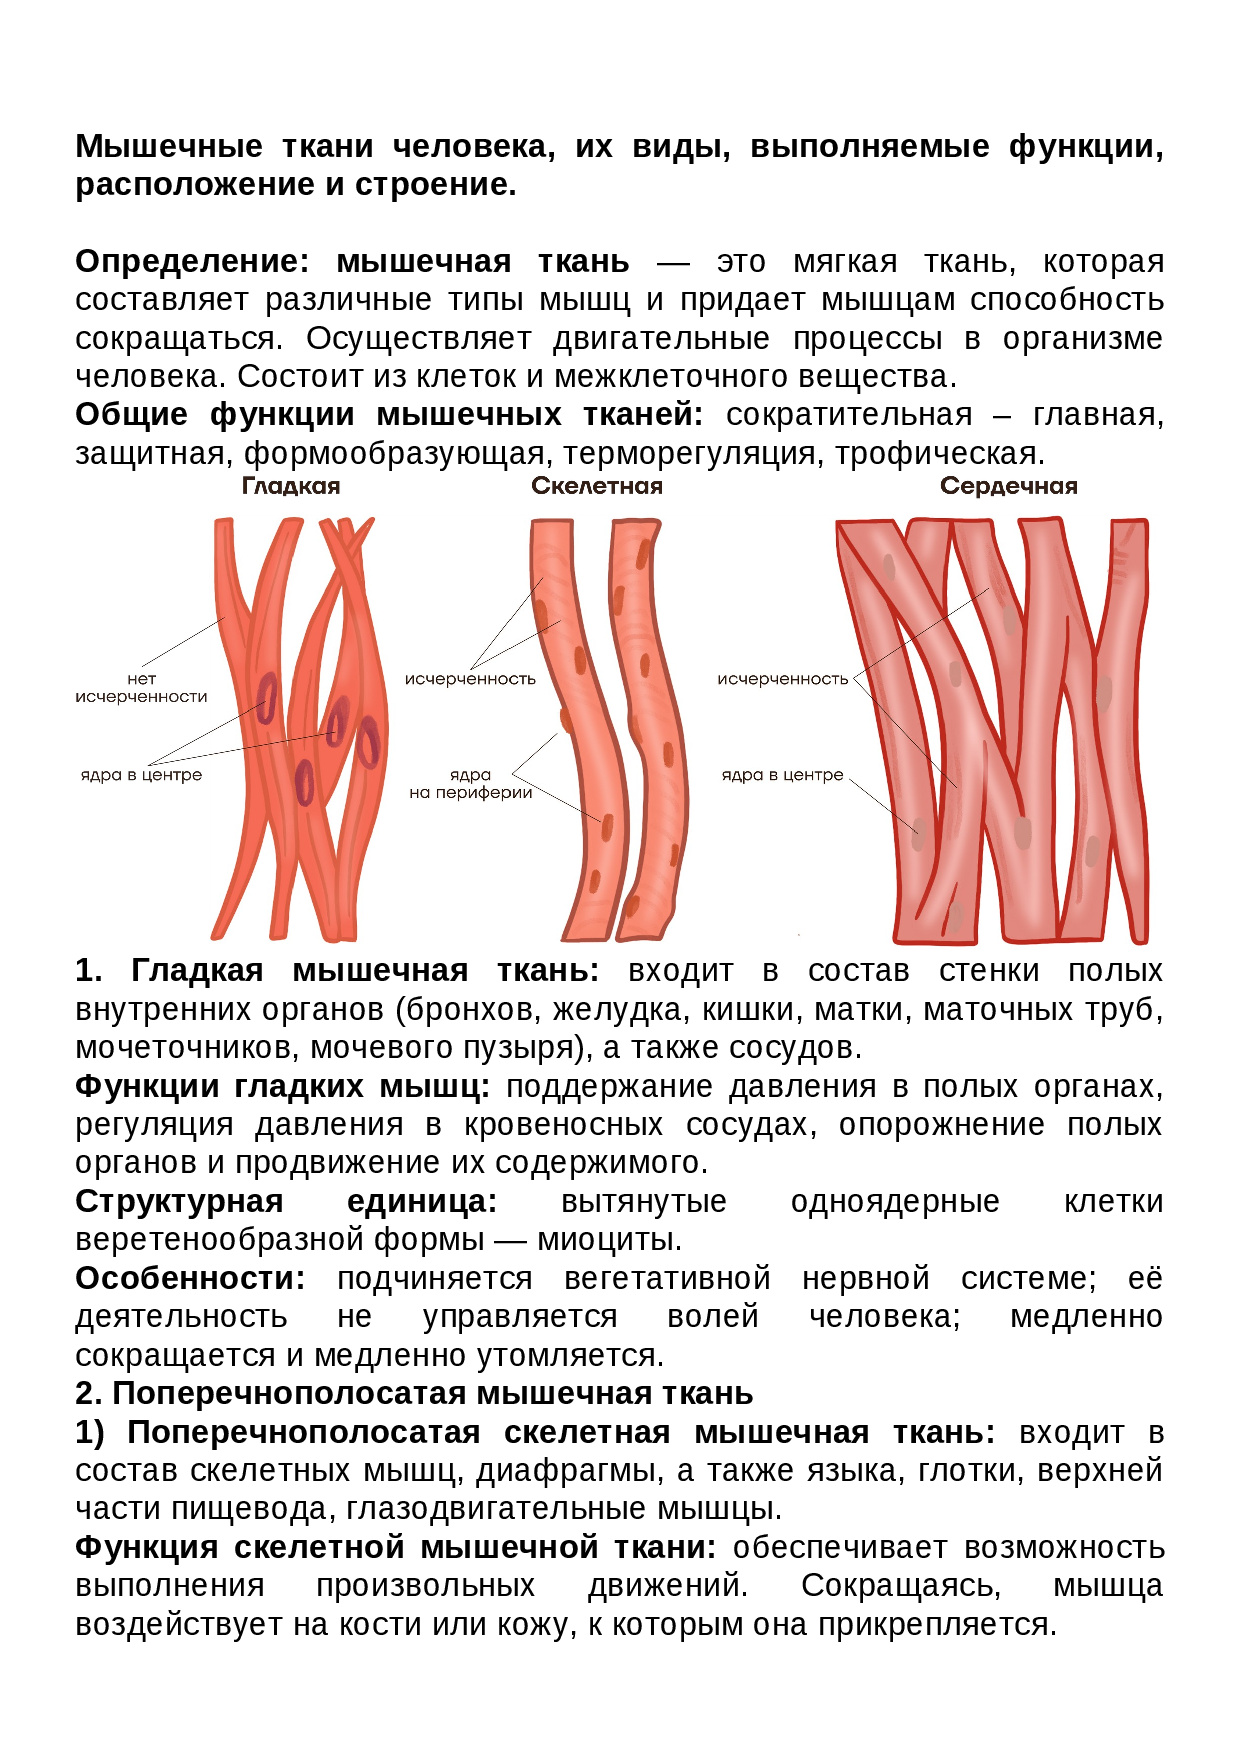 Мышечные ткани человека, их виды, выполняемые функции,
расположение и строение.
Определение: мышечная ткань — это мягкая ткань, которая
составляет различные типы мышц и придает мышцам способность
сокращаться. Осуществляет двигательные процессы в организме
человека. Состоит из клеток и межклеточного вещества.
Общие функции мышечных тканей: сократительная – главная,
защитная, формообразующая, терморегуляция, трофическая.
Гладкая
нет
исчерченности
ядра в центре
Скелетная
исчерченность
ядра
на периферии
Сердечная
исчерченность
ядра в центре
1. Гладкая мышечная ткань: входит в состав стенки полых
внутренних органов (бронхов, желудка, кишки, матки, маточных труб,
мочеточников, мочевого пузыря), а также сосудов.
Функции гладких мышц: поддержание давления в полых органах,
регуляция давления в кровеносных сосудах, опорожнение полых
органов и продвижение их содержимого.
Структурная единица: вытянутые одноядерные клетки
веретенообразной формы — миоциты.
Особенности: подчиняется вегетативной нервной системе; её
деятельность не управляется волей человека; медленно
сокращается и медленно утомляется.
2. Поперечнополосатая мышечная ткань
1) Поперечнополосатая скелетная мышечная ткань: входит в
состав скелетных мышц, диафрагмы, а также языка, глотки, верхней
части пищевода, глазодвигательные мышцы.
Функция скелетной мышечной ткани: обеспечивает возможность
выполнения произвольных движений. Сокращаясь, мышца
воздействует на кости или кожу, к которым она прикрепляется.